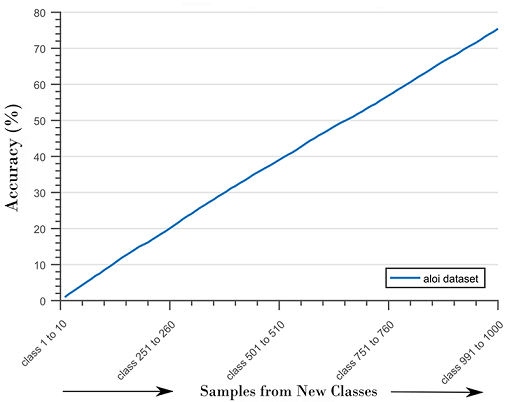 80
70
60
50
40
30
20
10
0
Accuracy (%)
aloi dataset
class 1 to 10
class 251 to 260
class 501 to 510
class 751 to 760
class 991 to 1000
Samples from New Classes